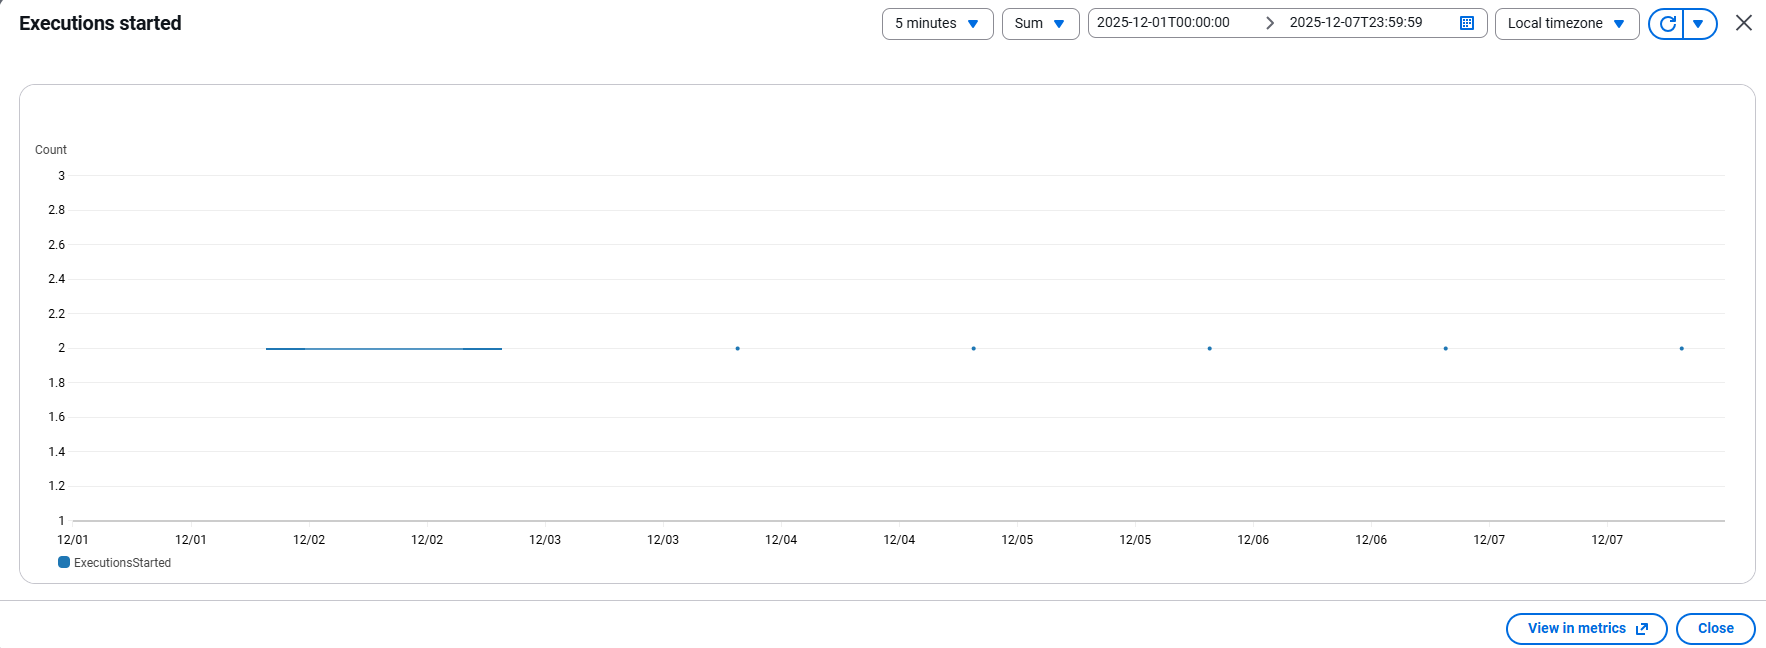 Executions started
5 minutes
Sum
2025-12-01T00:00:00
2025-12-07T23:59:59
Local timezone
Count
3
2.8
2.6
2.4
2.2
2
1.8
1.6
1.4
1.2
1
12/01 12/01 12/02 12/02 12/03 12/03 12/04 12/04 12/05 12/05 12/06 12/06 12/07 12/07
ExecutionsStarted
View in metrics
Close